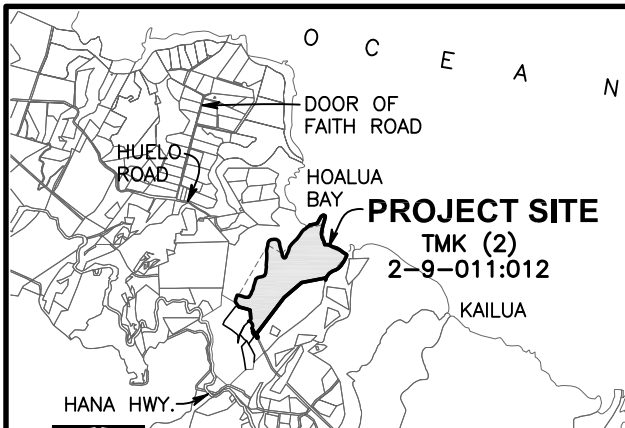 O C E A N
DOOR OF
FAITH ROAD
HUELO
ROAD
HOALUA
BAY
PROJECT SITE
TMK (2)
2-9-011:012
KAILUA
HANA HWY.